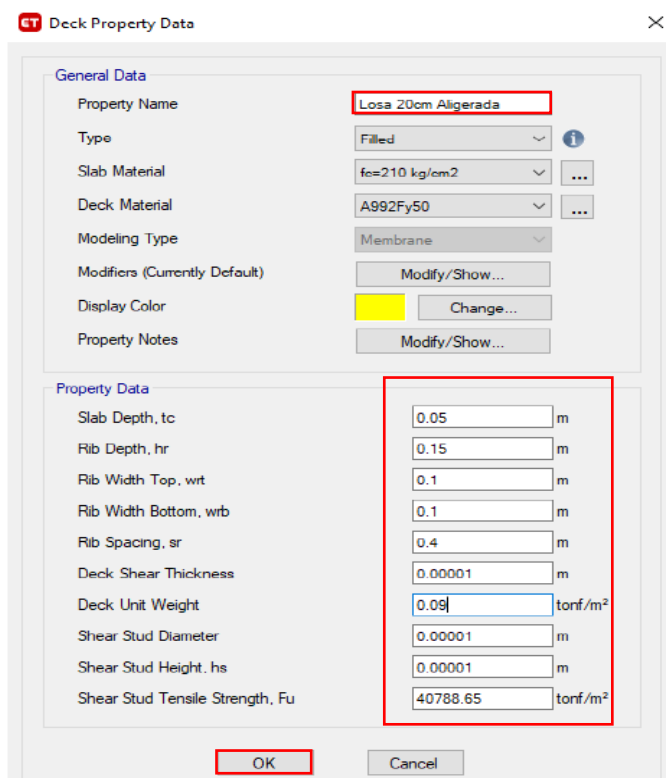 ET Deck Property Data
General Data
Property Name Losa 20cm Aligerada
Type Filled i
Slab Material fc=210 kg/cm2 ...
Deck Material A992Fy50 ...
Modeling Type Membrane
Modifiers (Currently Default) Modify/Show...
Display Color Change...
Property Notes Modify/Show...
Property Data
Slab Depth, tc 0.05 m
Rib Depth, hr 0.15 m
Rib Width Top, wrt 0.1 m
Rib Width Bottom, wrb 0.1 m
Rib Spacing, sr 0.4 m
Deck Shear Thickness 0.00001 m
Deck Unit Weight 0.09 tonf/m²
Shear Stud Diameter 0.00001 m
Shear Stud Height, hs 0.00001 m
Shear Stud Tensile Strength, Fu 40788.65 tonf/m²
OK Cancel